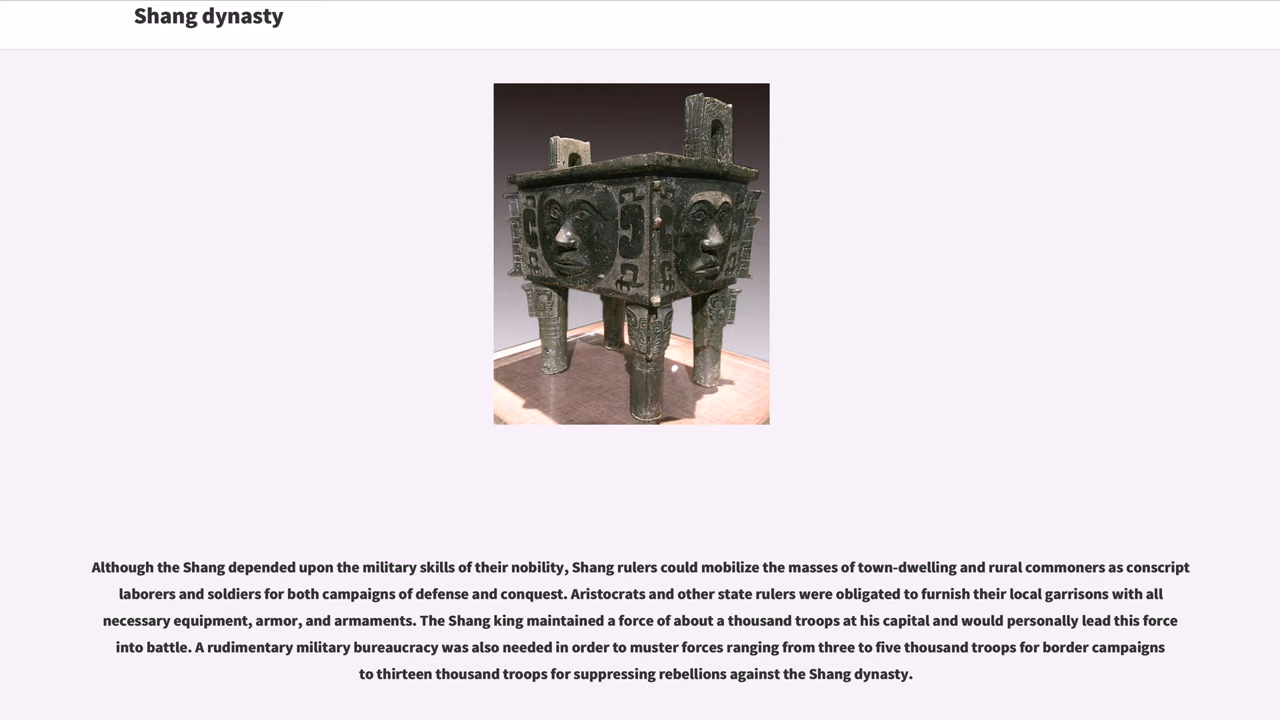 Shang dynasty
Although the Shang depended upon the military skills of their nobility, Shang rulers could mobilize the masses of town-dwelling and rural commoners as conscript
laborers and soldiers for both campaigns of defense and conquest. Aristocrats and other state rulers were obligated to furnish their local garrisons with all
necessary equipment, armor, and armaments. The Shang king maintained a force of about a thousand troops at his capital and would personally lead this force
into battle. A rudimentary military bureaucracy was also needed in order to muster forces ranging from three to five thousand troops for border campaigns
to thirteen thousand troops for suppressing rebellions against the Shang dynasty.